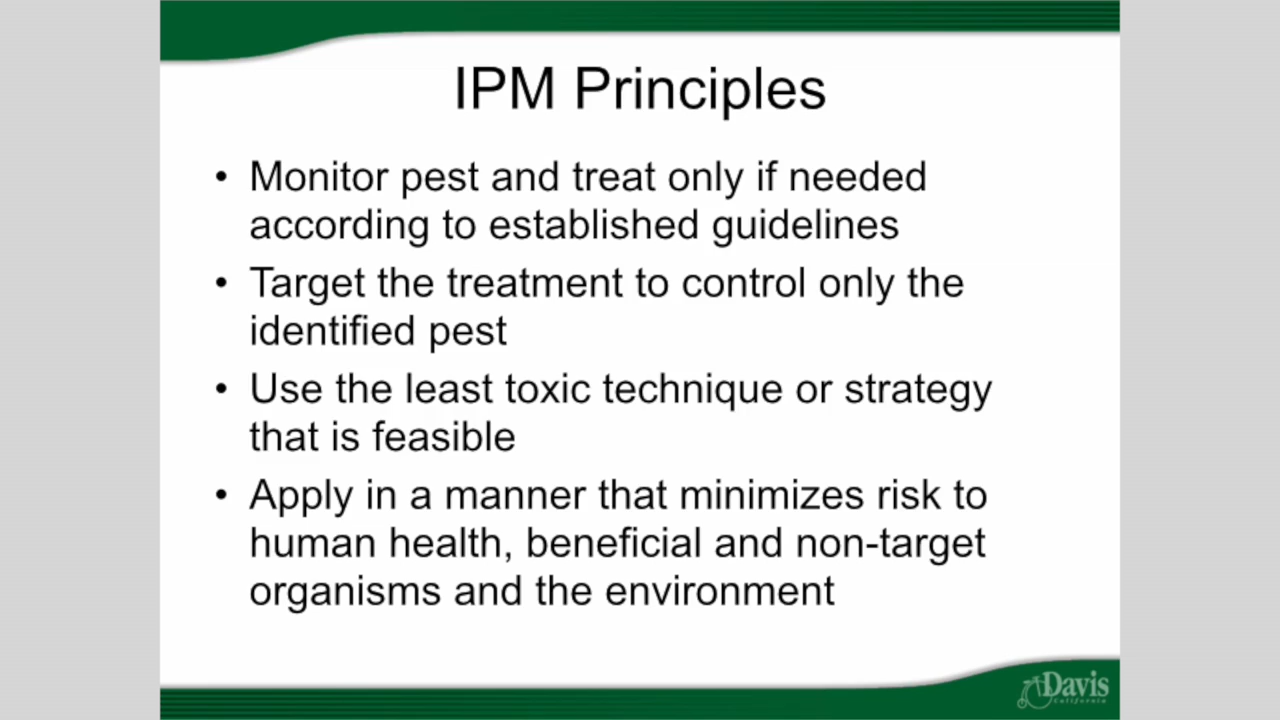 IPM Principles
• Monitor pest and treat only if needed
according to established guidelines
• Target the treatment to control only the
identified pest
• Use the least toxic technique or strategy
that is feasible
• Apply in a manner that minimizes risk to
human health, beneficial and non-target
organisms and the environment
Davis
California